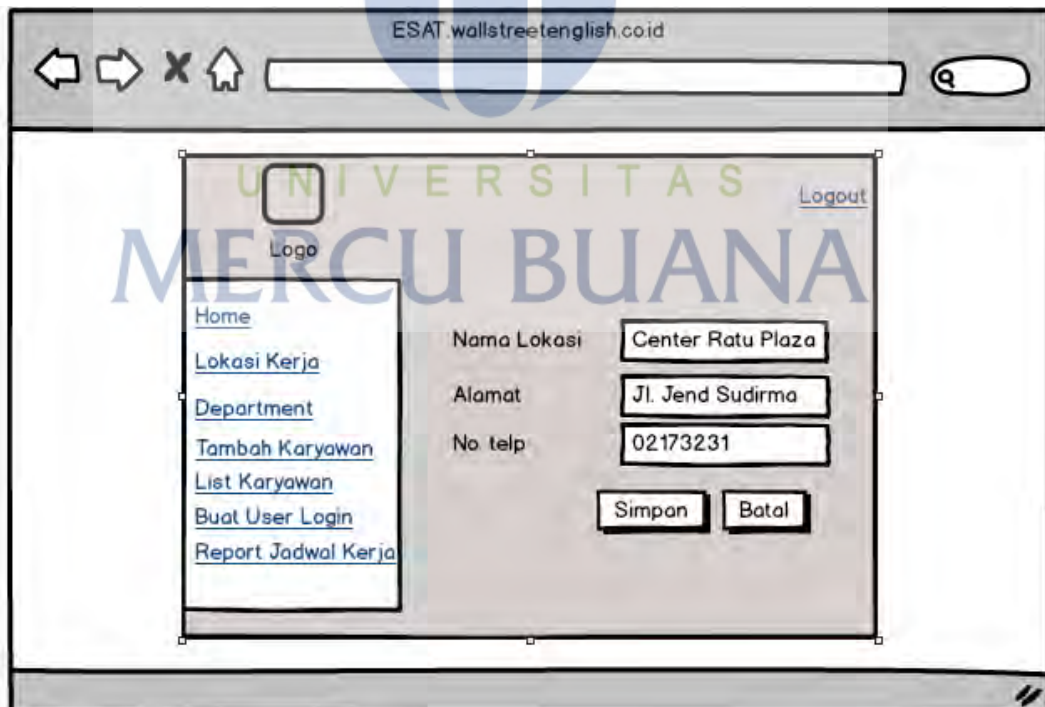 ESAT.wallstreetenglish.co.id
UNIVERSITAS
MERCU BUANA
Logout
Logo
Home
Lokasi Kerja
Department
Tambah Karyawan
List Karyawan
Buat User Login
Report Jadwal Kerja
Nama Lokasi
Center Ratu Plaza
Alamat
Jl. Jend Sudirma
No. telp
02173231
Simpan
Batal